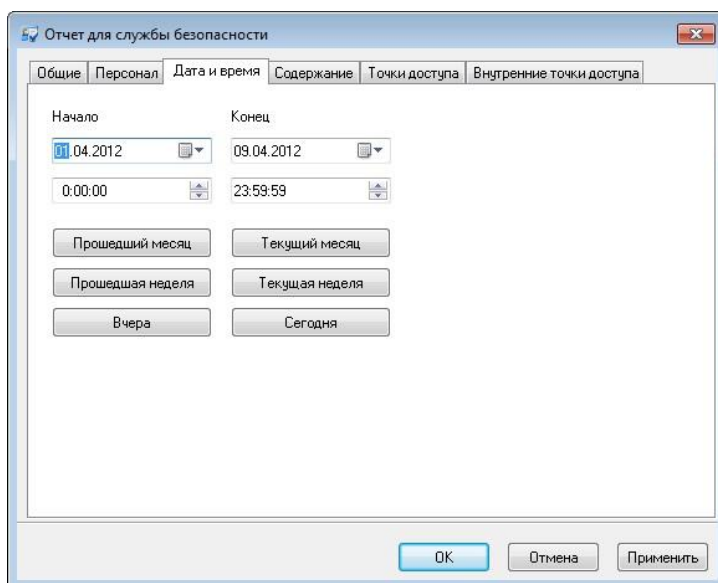 Отчет для службы безопасности
Общие Персонал Дата и время Содержание Точки доступа Внутренние точки доступа
Начало Конец
01.04.2012 09.04.2012
0:00:00 23:59:59
Прошедший месяц Текущий месяц
Прошедшая неделя Текущая неделя
Вчера Сегодня
OK Отмена Применить